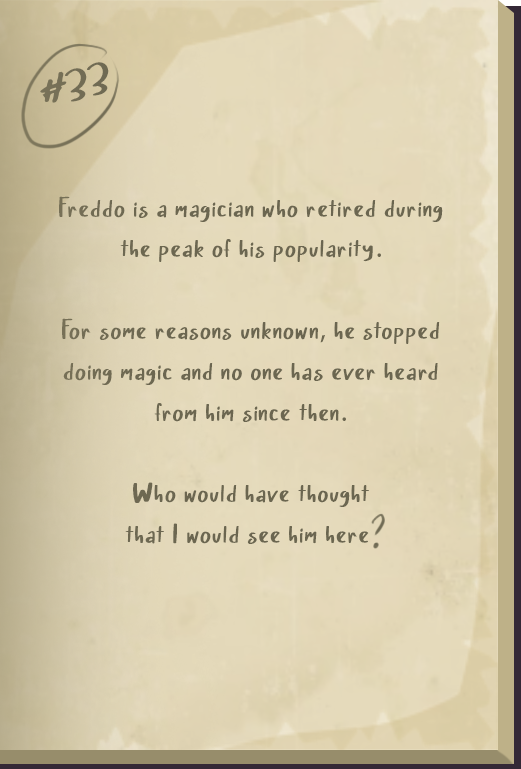 #33
Freddo is a magician who retired during
the peak of his popularity.
For some reasons unknown, he stopped
doing magic and no one has ever heard
from him since then.
Who would have thought
that I would see him here?